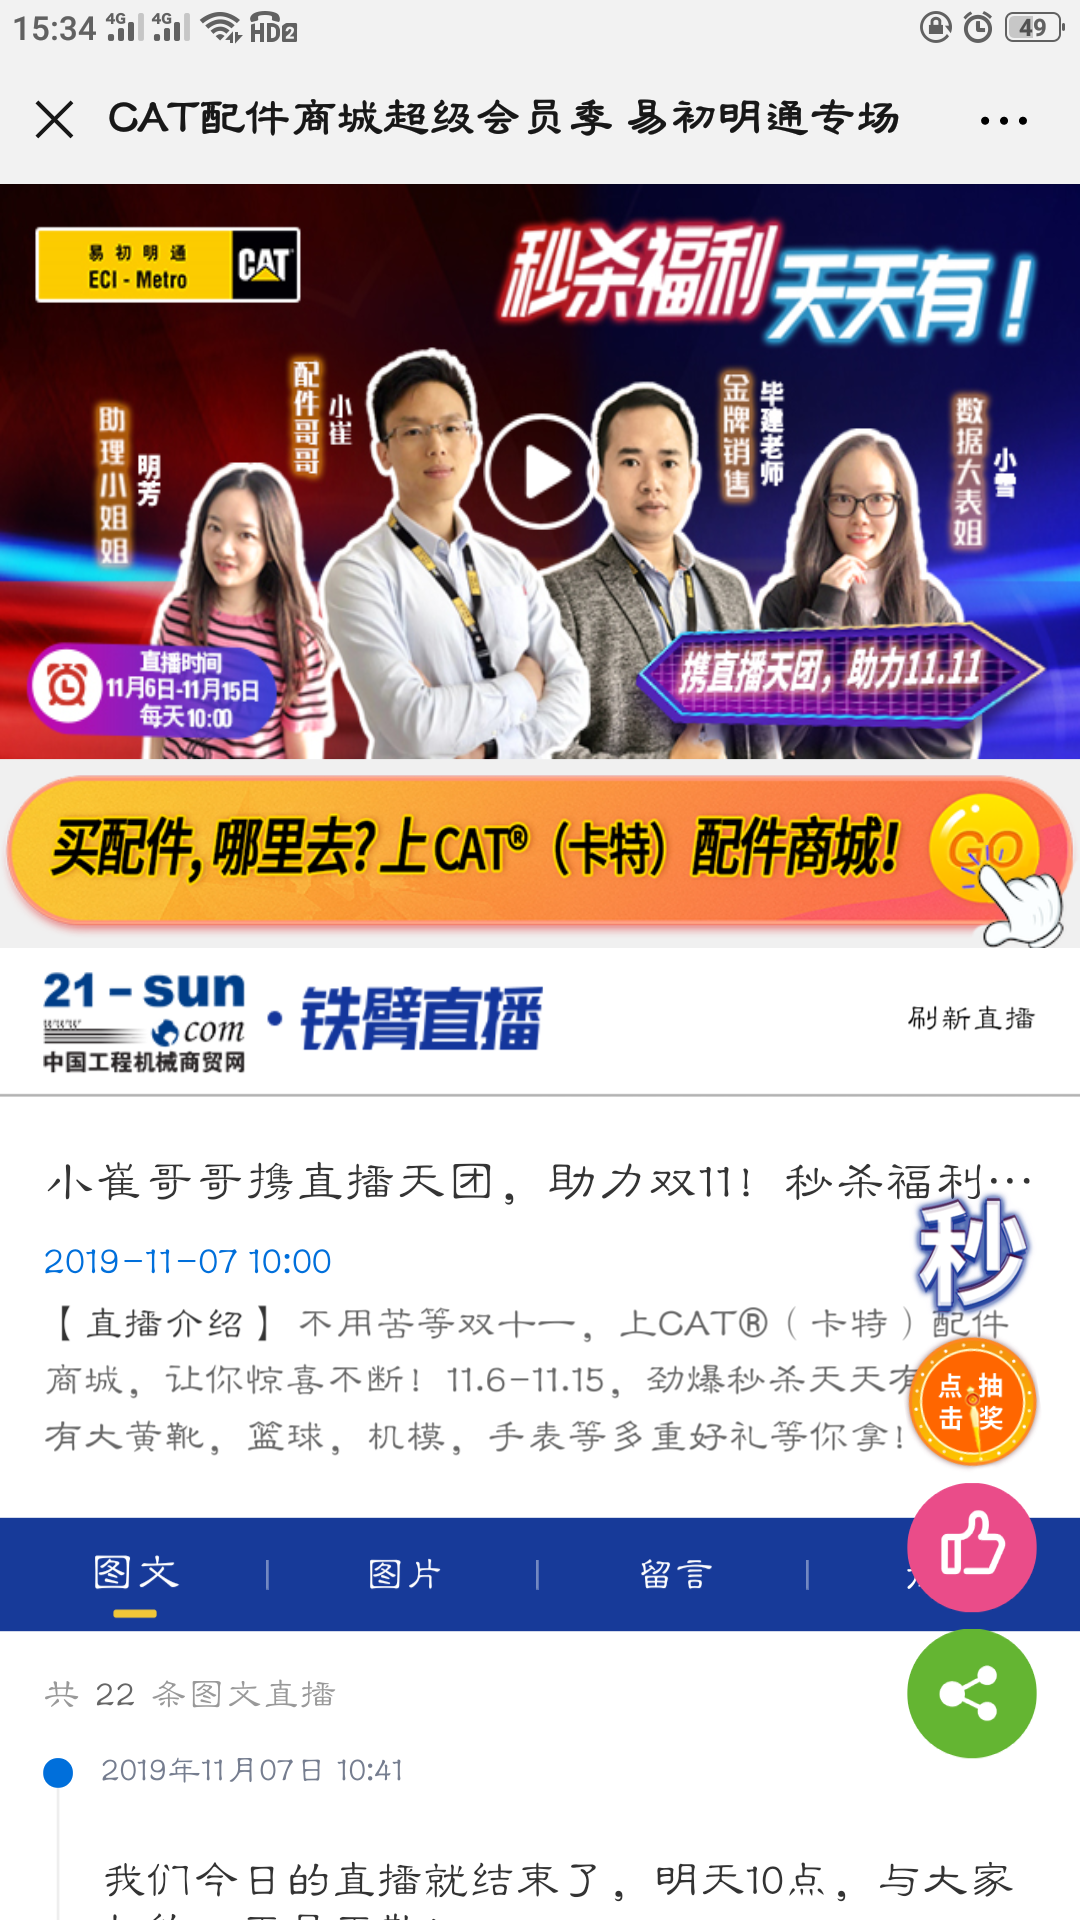 15:34 4G 4G HD2 49
CAT配件商城超级会员季 易初明通专场
易初明通
ECI - Metro
CAT
秒杀福利 天天有！
配件哥哥 小崔
金牌销售 毕建老师
助理小姐姐 明芳
数据大表姐 小雪
直播时间
11月6日-11月15日
每天10:00
携直播天团，助力11.11
买配件，哪里去？上CAT®（卡特）配件商城！
GO
21-sun
.com
中国工程机械商贸网
·铁臂直播
刷新直播
小崔哥哥携直播天团，助力双11！秒杀福利…
秒
2019-11-07 10:00
【直播介绍】不用苦等双十一，上CAT®（卡特）配件
商城，让你惊喜不断！11.6-11.15，劲爆秒杀天天有
有大黄靴，篮球，机模，手表等多重好礼等你拿！
点击抽奖
图文 | 图片 | 留言 |
共 22 条图文直播
2019年11月07日 10:41
我们今日的直播就结束了，明天10点，与大家